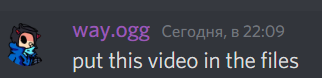 way.ogg Сегодня, в 22:09
put this video in the files